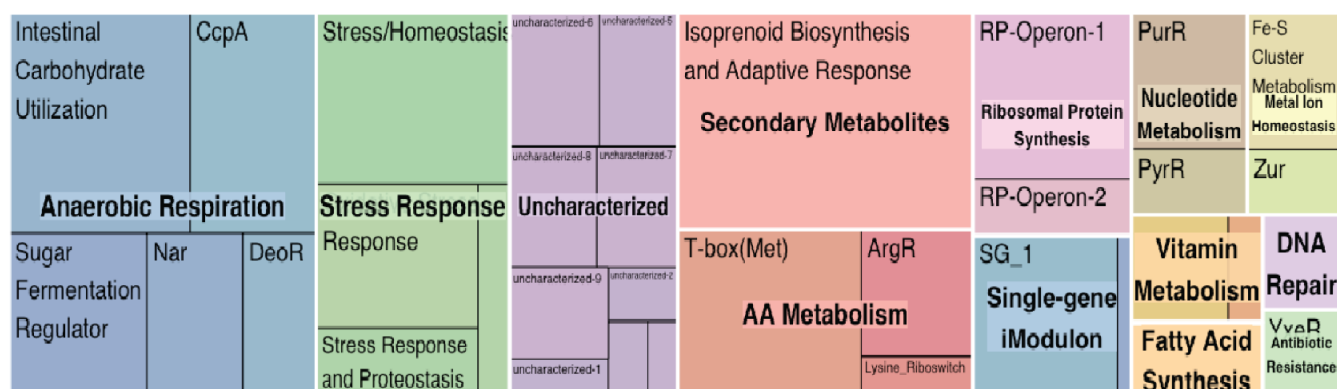 Intestinal
Carbohydrate
Utilization
CcpA
Anaerobic Respiration
Sugar
Fermentation
Regulator
Nar
DeoR
Stress/Homeostasis
Stress Response
Response
Stress Response
and Proteostasis
uncharacterized-6
uncharacterized-5
uncharacterized-8
uncharacterized-7
Uncharacterized
uncharacterized-9
uncharacterized-2
uncharacterized-1
Isoprenoid Biosynthesis
and Adaptive Response
Secondary Metabolites
T-box(Met)
ArgR
AA Metabolism
Lysine_Riboswitch
RP-Operon-1
Ribosomal Protein
Synthesis
RP-Operon-2
SG_1
Single-gene
iModulon
PurR
Nucleotide
Metabolism
PyrR
Fe-S
Cluster
Metabolism
Metal Ion
Homeostasis
Zur
Vitamin
Metabolism
DNA
Repair
Fatty Acid
Synthesis
Antibiotic
Resistance